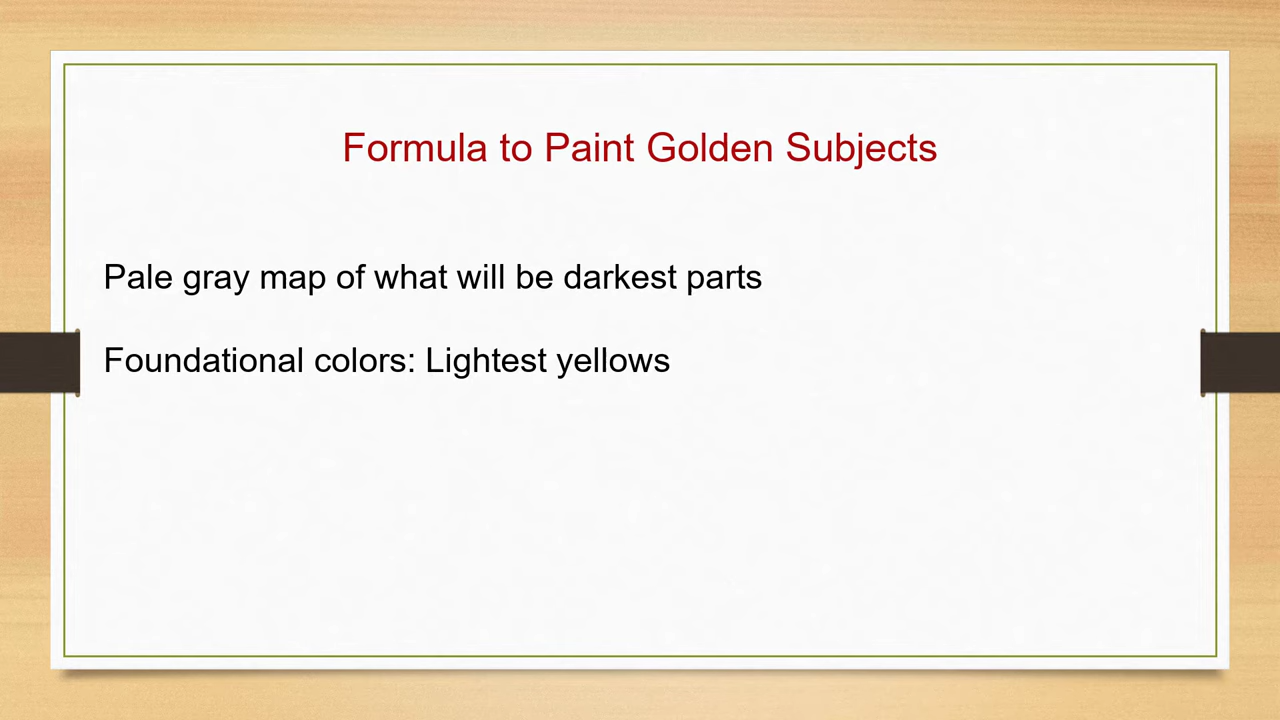 Formula to Paint Golden Subjects
Pale gray map of what will be darkest parts
Foundational colors: Lightest yellows